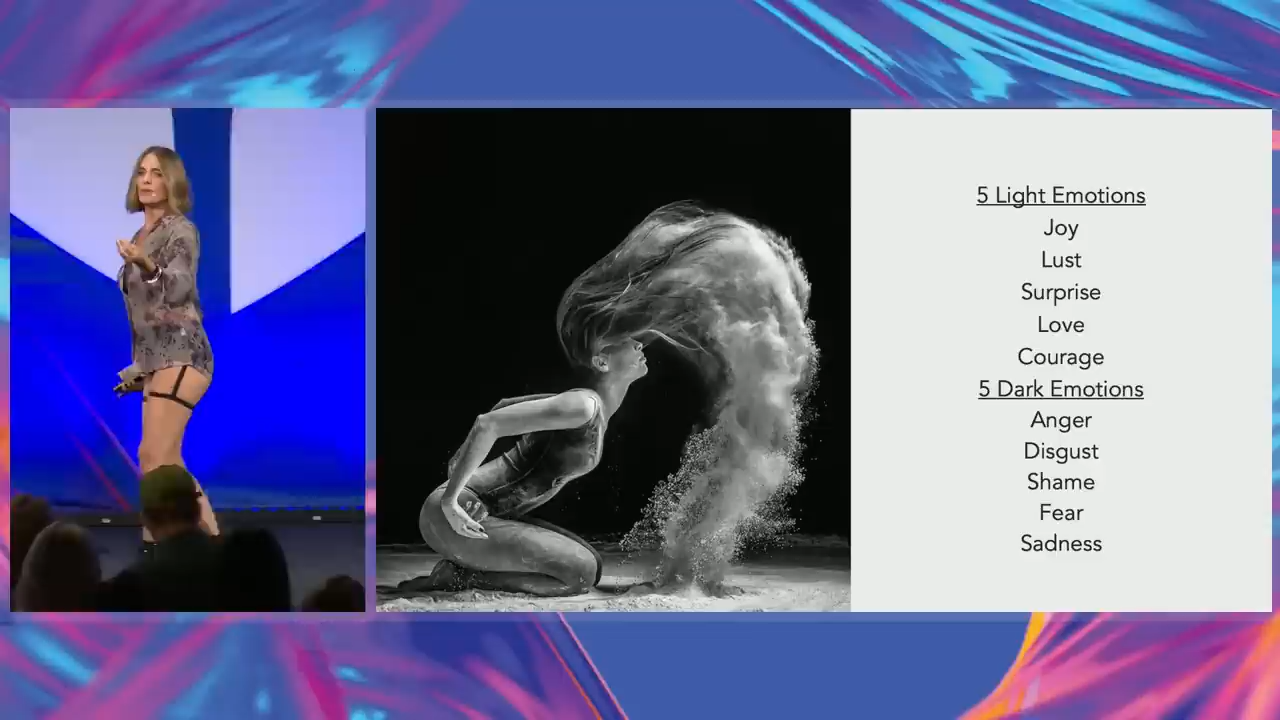 5 Light Emotions
Joy
Lust
Surprise
Love
Courage
5 Dark Emotions
Anger
Disgust
Shame
Fear
Sadness